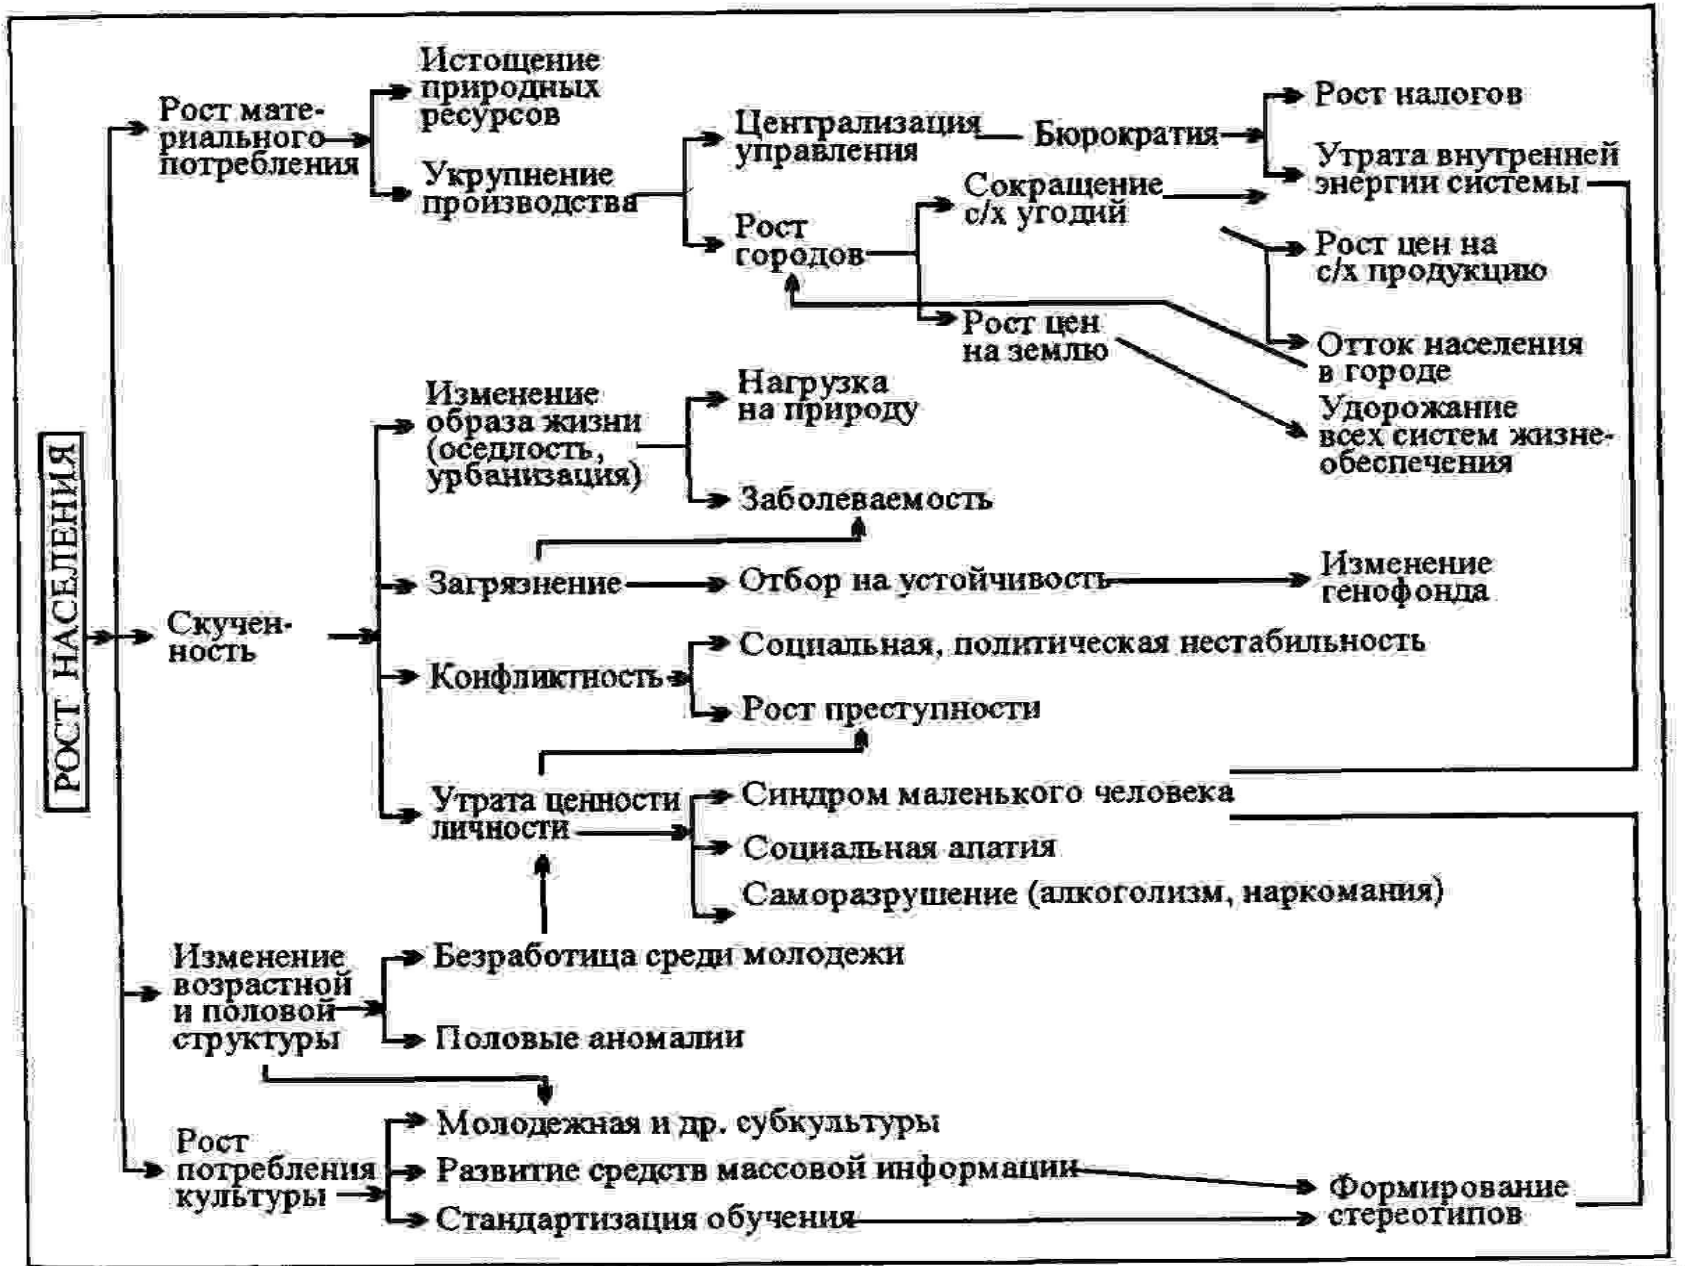 РОСТ НАСЕЛЕНИЯ
Рост мате-
риального
потребления
Истощение
природных
ресурсов
Укрупнение
производства
Централизация
управления
Бюрократия
Рост налогов
Утрата внутренней
энергии системы
Рост
городов
Сокращение
с/х угодий
Рост цен на
с/х продукцию
Рост цен
на землю
Отток населения
в городе
Удорожание
всех систем жизне-
обеспечения
Скучен-
ность
Изменение
образа жизни
(оседлость,
урбанизация)
Нагрузка
на природу
Заболеваемость
Загрязнение
Отбор на устойчивость
Изменение
генофонда
Конфликтность
Социальная, политическая нестабильность
Рост преступности
Утрата ценности
личности
Синдром маленького человека
Социальная апатия
Саморазрушение (алкоголизм, наркомания)
Изменение
возрастной
и половой
структуры
Безработица среди молодежи
Половые аномалии
Рост
потребления
культуры
Молодежная и др. субкультуры
Развитие средств массовой информации
Стандартизация обучения
Формирование
стереотипов